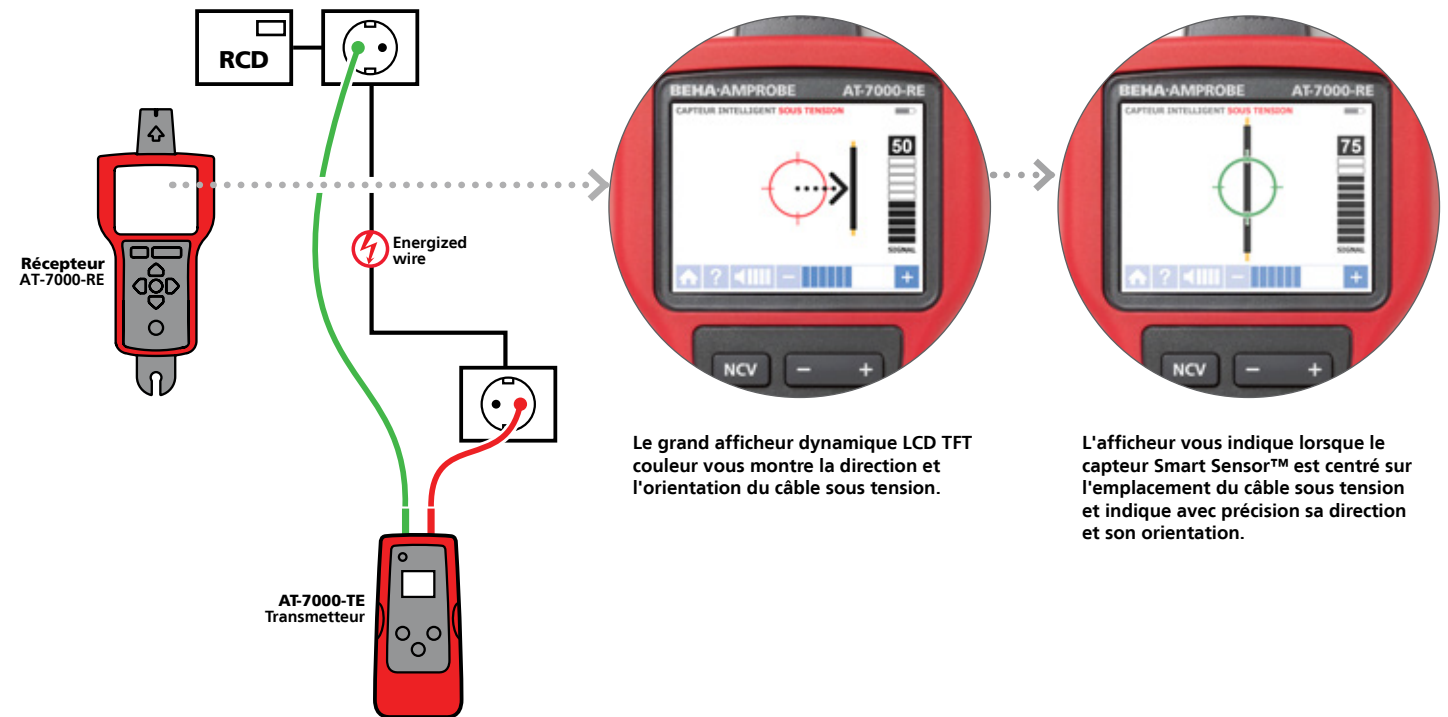 RCD
Récepteur
AT-7000-RE
Energized
wire
AT-7000-TE
Transmetteur
BEHA-AMPROBE AT-7000-RE
CAPTEUR INTELLIGENT SOUS TENSION
50
SIGNAL
?
NCV
Le grand afficheur dynamique LCD TFT
couleur vous montre la direction et
l'orientation du câble sous tension.
BEHA-AMPROBE AT-7000-RE
CAPTEUR INTELLIGENT SOUS TENSION
75
SIGNAL
?
NCV
L'afficheur vous indique lorsque le
capteur Smart Sensor™ est centré sur
l'emplacement du câble sous tension
et indique avec précision sa direction
et son orientation.